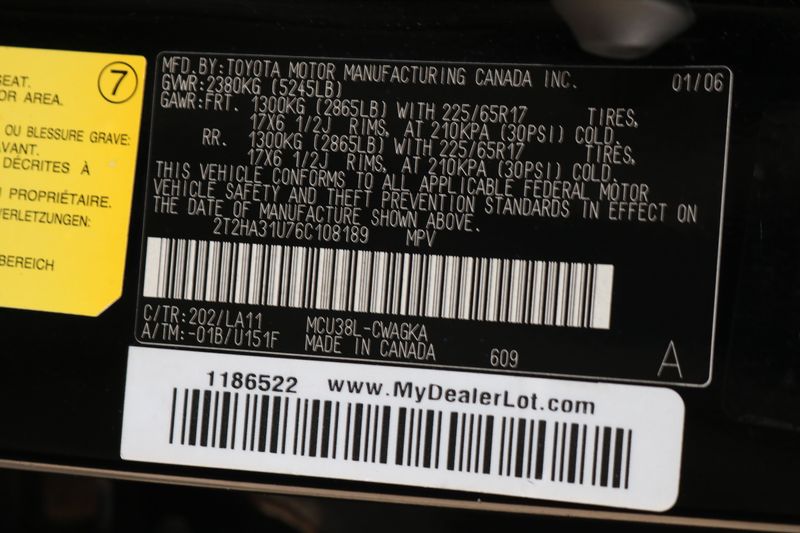 SEAT.
OR AREA.
7
OU BLESSURE GRAVE:
AVANT.
DÉCRITES À
PROPRIÉTAIRE.
VERLETZUNGEN:
BEREICH
MFD.BY:TOYOTA MOTOR MANUFACTURING CANADA INC. 01/06
GVWR:2380KG (5245LB)
GAWR:FRT. 1300KG (2865LB) WITH 225/65R17 TIRES,
17X6 1/2J RIMS, AT 210KPA (30PSI) COLD.
RR. 1300KG (2865LB) WITH 225/65R17 TIRES,
17X6 1/2J RIMS, AT 210KPA (30PSI) COLD.
THIS VEHICLE CONFORMS TO ALL APPLICABLE FEDERAL MOTOR
VEHICLE SAFETY AND THEFT PREVENTION STANDARDS IN EFFECT ON
THE DATE OF MANUFACTURE SHOWN ABOVE.
2T2HA31U76C108189 MPV
C/TR:202/LA11 MCU38L-CWAGKA
A/TM:-01B/U151F MADE IN CANADA 609 A
1186522 www.MyDealerLot.com